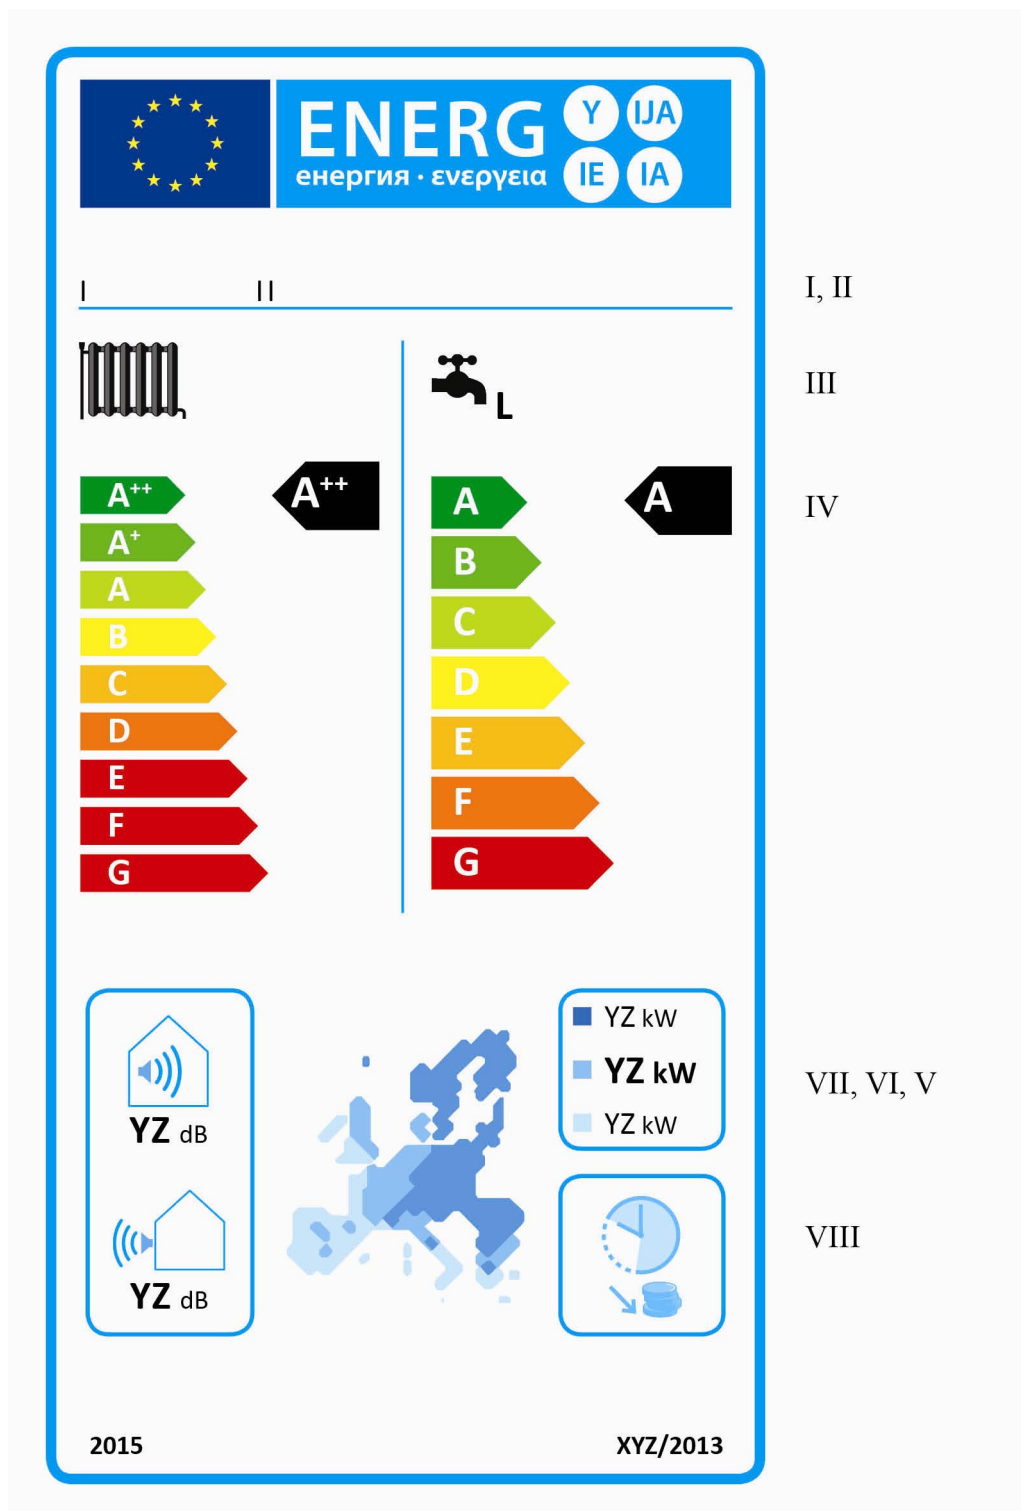 ENERG Y IJA
енергия · ενεργεια IE IA
I II I, II
L III
A++ A++ A A IV
A+ B
A C
B D
C E
D F
E G
F
G
YZ dB
YZ dB
YZ kW
YZ kW
YZ kW
VII, VI, V
VIII
2015 XYZ/2013